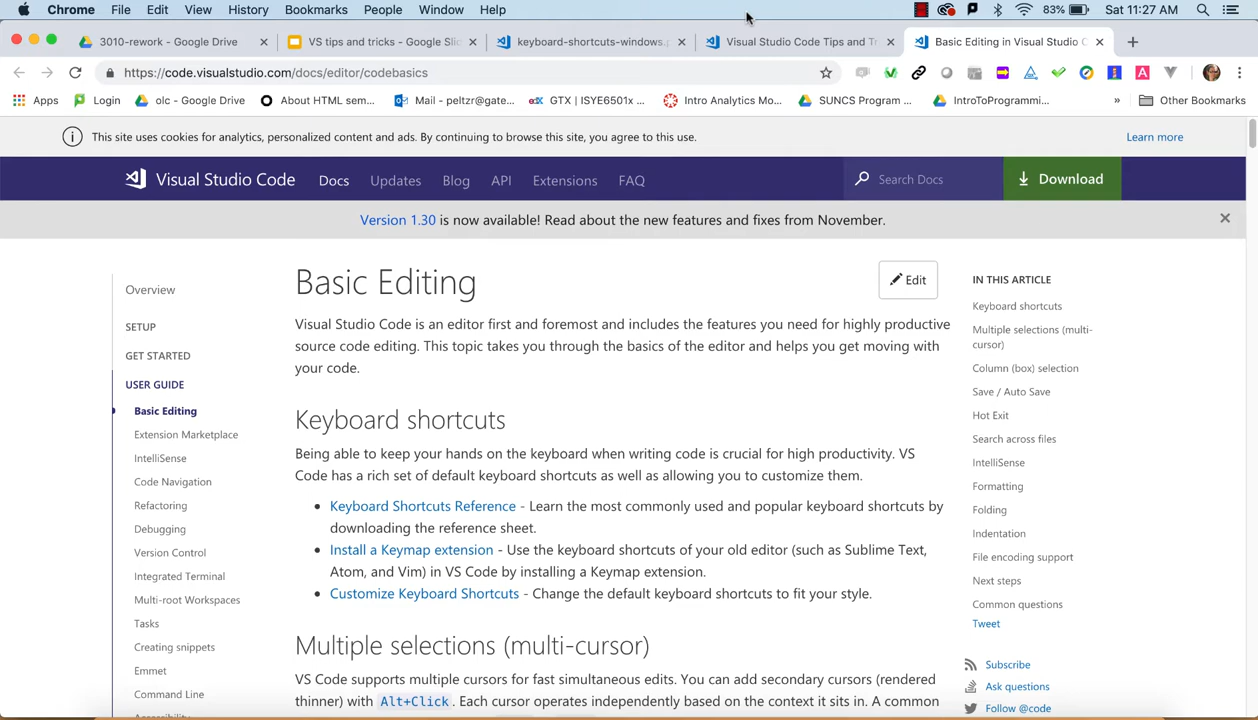 Chrome File Edit View History Bookmarks People Window Help 83% Sat 11:27 AM
3010-rework - Google Drive VS tips and tricks - Google Slic keyboard-shortcuts-windows.p Visual Studio Code Tips and Tr Basic Editing in Visual Studio C
https://code.visualstudio.com/docs/editor/codebasics
Apps Login olc - Google Drive About HTML sem... Mail - peltzr@gate... edX GTX | ISYE6501x ... Intro Analytics Mo... SUNCS Program ... IntroToProgrammi... » Other Bookmarks
This site uses cookies for analytics, personalized content and ads. By continuing to browse this site, you agree to this use. Learn more
Visual Studio Code Docs Updates Blog API Extensions FAQ Search Docs Download
Version 1.30 is now available! Read about the new features and fixes from November.
Overview
SETUP
GET STARTED
USER GUIDE
Basic Editing
Extension Marketplace
IntelliSense
Code Navigation
Refactoring
Debugging
Version Control
Integrated Terminal
Multi-root Workspaces
Tasks
Creating snippets
Emmet
Command Line
Accessibility
Basic Editing
Edit
Visual Studio Code is an editor first and foremost and includes the features you need for highly productive
source code editing. This topic takes you through the basics of the editor and helps you get moving with
your code.
Keyboard shortcuts
Being able to keep your hands on the keyboard when writing code is crucial for high productivity. VS
Code has a rich set of default keyboard shortcuts as well as allowing you to customize them.
• Keyboard Shortcuts Reference - Learn the most commonly used and popular keyboard shortcuts by
downloading the reference sheet.
• Install a Keymap extension - Use the keyboard shortcuts of your old editor (such as Sublime Text,
Atom, and Vim) in VS Code by installing a Keymap extension.
• Customize Keyboard Shortcuts - Change the default keyboard shortcuts to fit your style.
Multiple selections (multi-cursor)
VS Code supports multiple cursors for fast simultaneous edits. You can add secondary cursors (rendered
thinner) with Alt+Click. Each cursor operates independently based on the context it sits in. A common
IN THIS ARTICLE
Keyboard shortcuts
Multiple selections (multi-
cursor)
Column (box) selection
Save / Auto Save
Hot Exit
Search across files
IntelliSense
Formatting
Folding
Indentation
File encoding support
Next steps
Common questions
Tweet
Subscribe
Ask questions
Follow @code